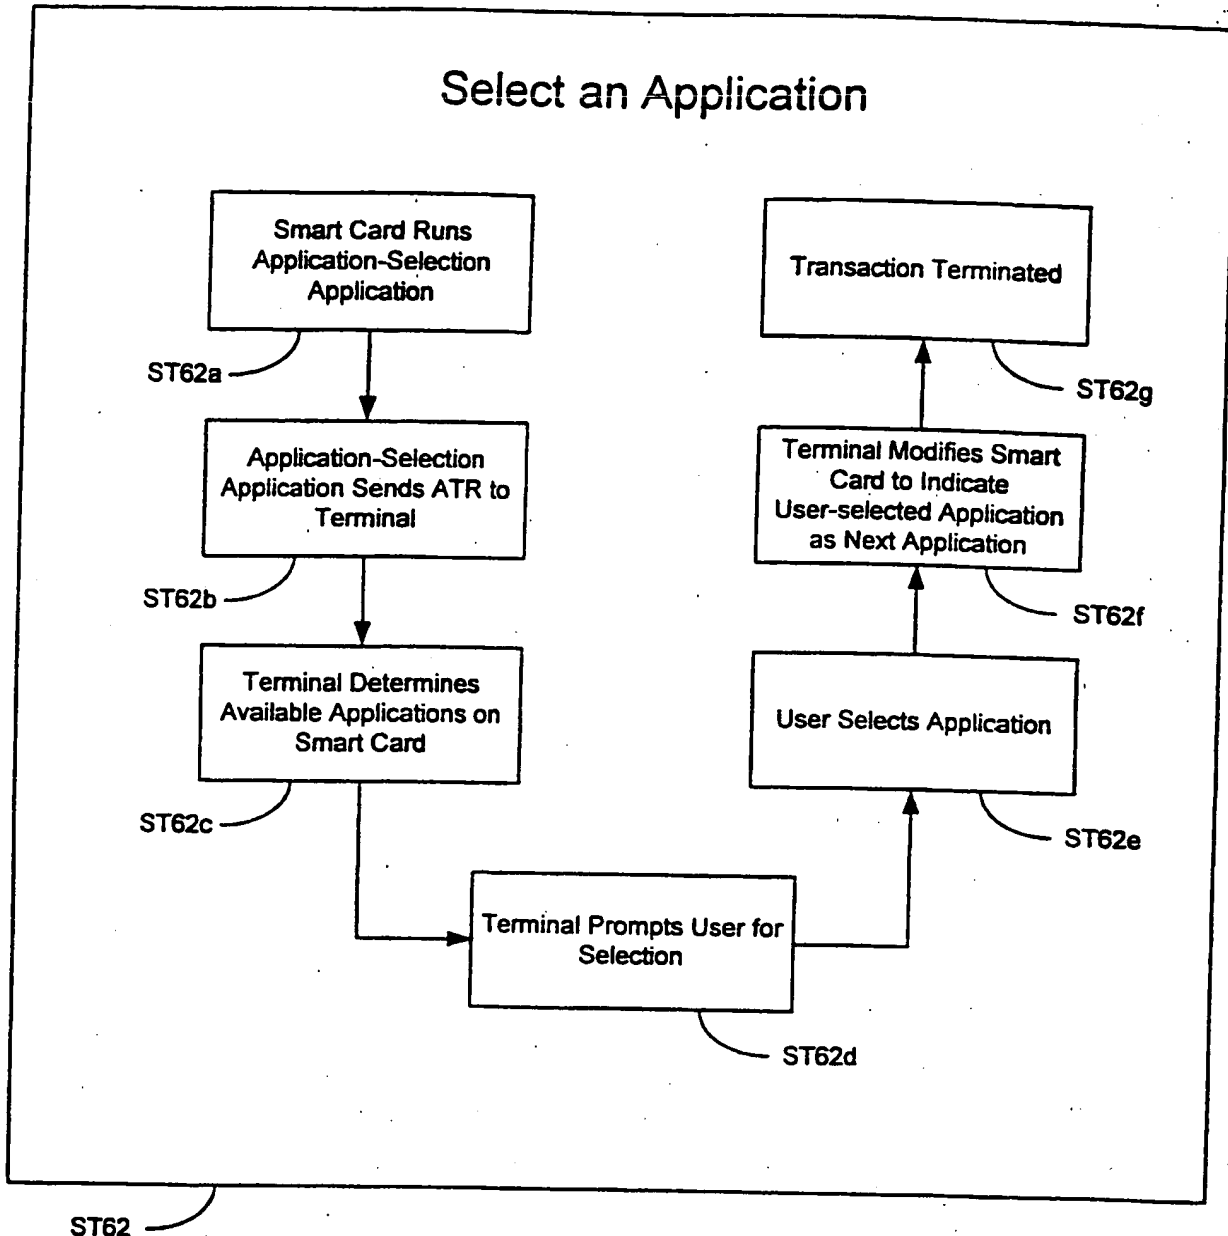 Select an Application
Smart Card Runs
Application-Selection
Application
ST62a
Application-Selection
Application Sends ATR to
Terminal
ST62b
Terminal Determines
Available Applications on
Smart Card
ST62c
Terminal Prompts User for
Selection
ST62d
User Selects Application
ST62e
Terminal Modifies Smart
Card to Indicate
User-selected Application
as Next Application
ST62f
Transaction Terminated
ST62g
ST62